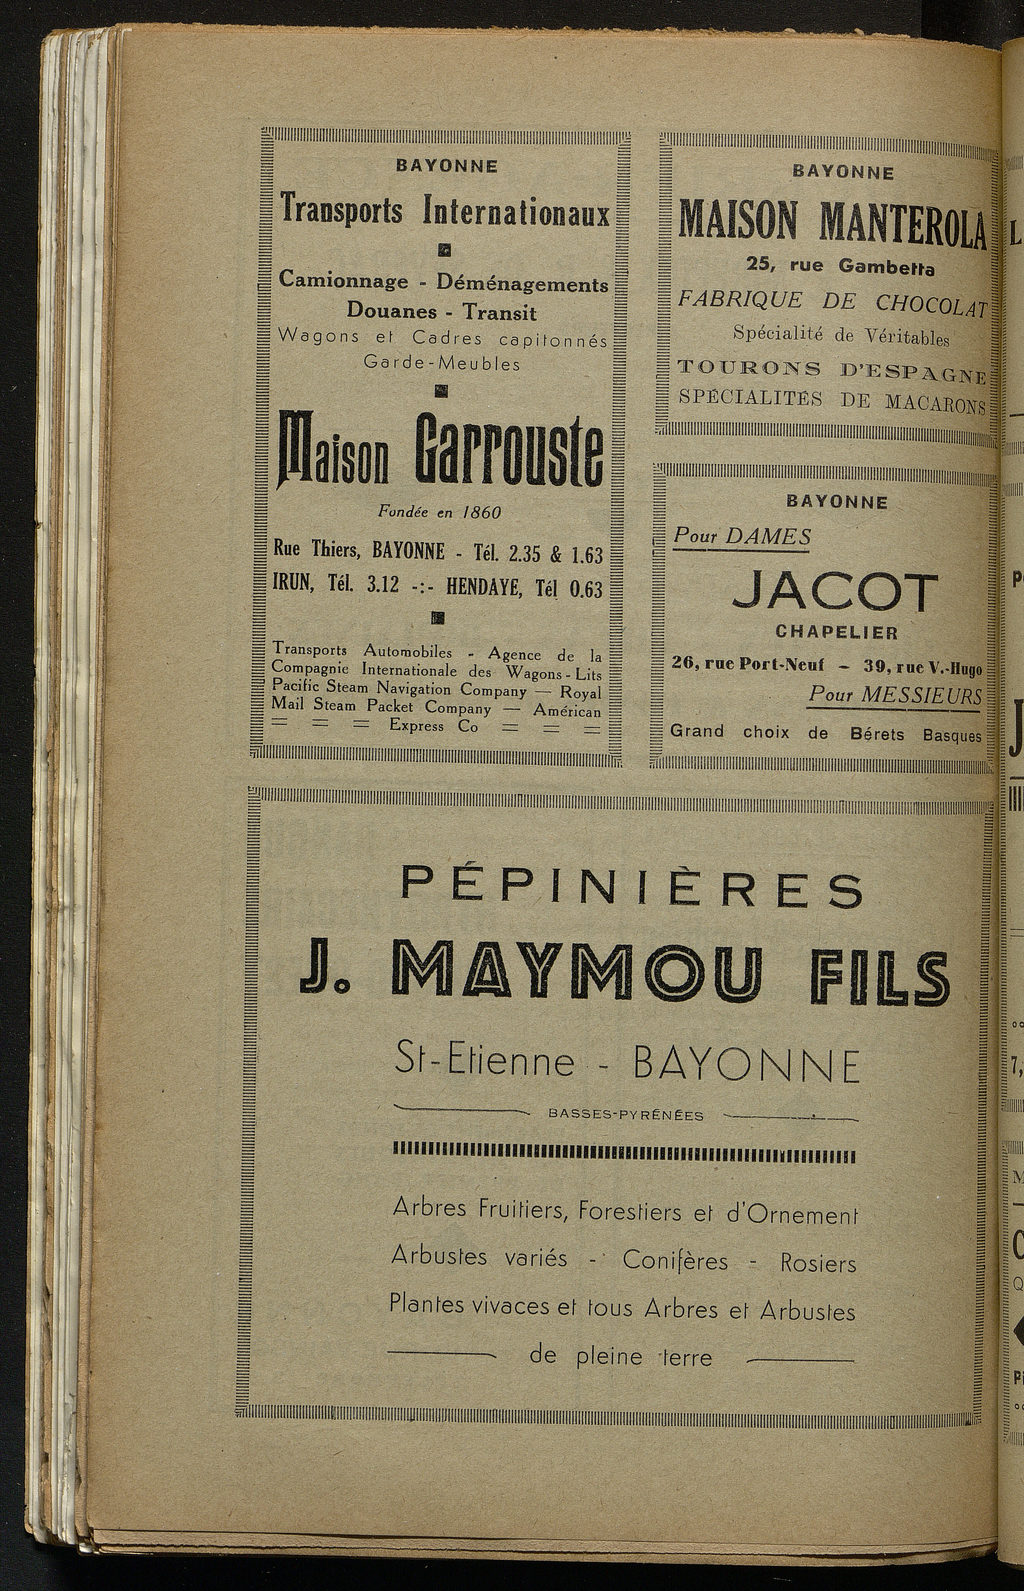 BAYONNE
Transports Internationaux
Camionnage - Déménagements
Douanes - Transit
Wagons et Cadres capitonnés
Garde-Meubles
Maison Garrouste
Fondée en 1860
Rue Thiers, BAYONNE - Tél. 2.35 & 1.63
IRUN, Tél. 3.12 -:- HENDAYE, Tél 0.63
Transports Automobiles - Agence de la
Compagnie Internationale des Wagons-Lits
Pacific Steam Navigation Company — Royal
Mail Steam Packet Company — Américan
Express Co
BAYONNE
MAISON MANTEROLA
25, rue Gambetta
FABRIQUE DE CHOCOLAT
Spécialité de Véritables
TOURONS D'ESPAGNE
SPÉCIALITÉS DE MACARONS
BAYONNE
Pour DAMES
JACOT
CHAPELIER
26, rue Port-Neuf - 39, rue V.-Hugo
Pour MESSIEURS
Grand choix de Bérets Basques
PÉPINIÈRES
J. MAYMOU FILS
St-Etienne - BAYONNE
BASSES-PYRÉNÉES
Arbres Fruitiers, Forestiers et d'Ornement
Arbustes variés - Conifères - Rosiers
Plantes vivaces et tous Arbres et Arbustes
de pleine terre